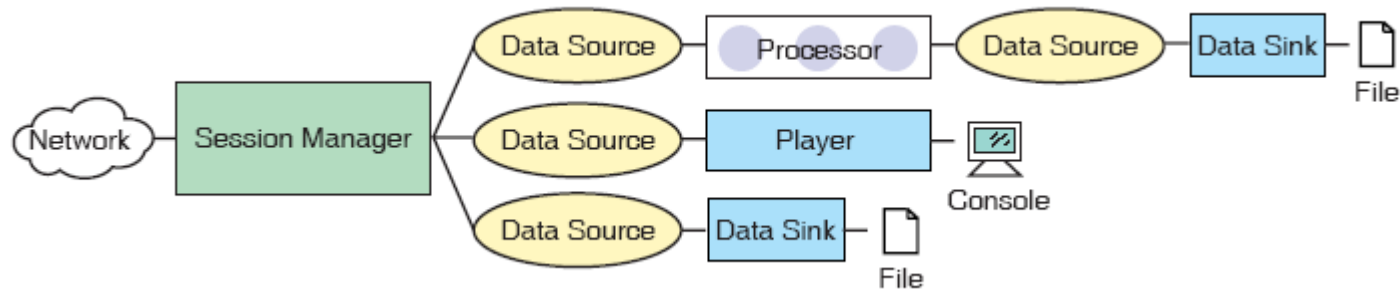 Data Source
Processor
Data Source
Data Sink
File
Network
Session Manager
Data Source
Player
Console
Data Source
Data Sink
File